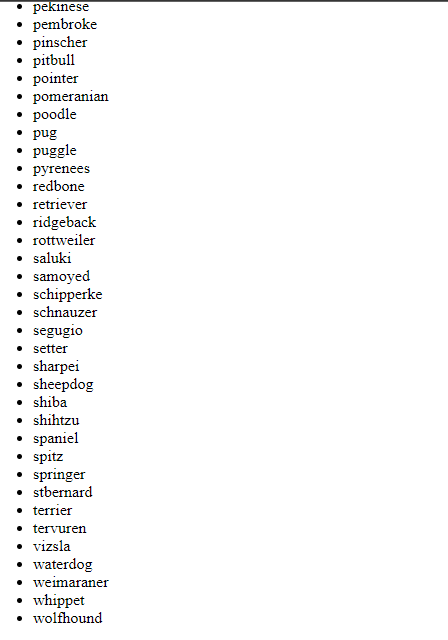 pekinese
pembroke
pinscher
pitbull
pointer
pomeranian
poodle
pug
puggle
pyrenees
redbone
retriever
ridgeback
rottweiler
saluki
samoyed
schipperke
schnauzer
segugio
setter
sharpei
sheepdog
shiba
shihtzu
spaniel
spitz
springer
stbernard
terrier
tervuren
vizsla
waterdog
weimaraner
whippet
wolfhound